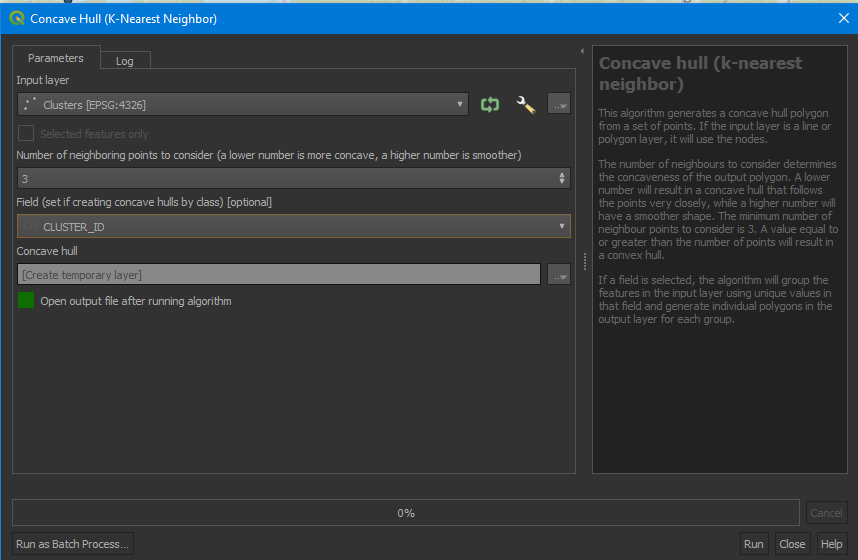 Concave Hull (K-Nearest Neighbor)
Parameters
Log
Input layer
Clusters [EPSG:4326]
...
Selected features only
Number of neighboring points to consider (a lower number is more concave, a higher number is smoother)
3
Field (set if creating concave hulls by class) [optional]
123 CLUSTER_ID
Concave hull
[Create temporary layer]
...
Open output file after running algorithm
Concave hull (k-nearest
neighbor)
This algorithm generates a concave hull polygon
from a set of points. If the input layer is a line or
polygon layer, it will use the nodes.
The number of neighbours to consider determines
the concaveness of the output polygon. A lower
number will result in a concave hull that follows
the points very closely, while a higher number will
have a smoother shape. The minimum number of
neighbour points to consider is 3. A value equal to
or greater than the number of points will result in
a convex hull.
If a field is selected, the algorithm will group the
features in the input layer using unique values in
that field and generate individual polygons in the
output layer for each group.
0%
Cancel
Run as Batch Process...
Run
Close
Help